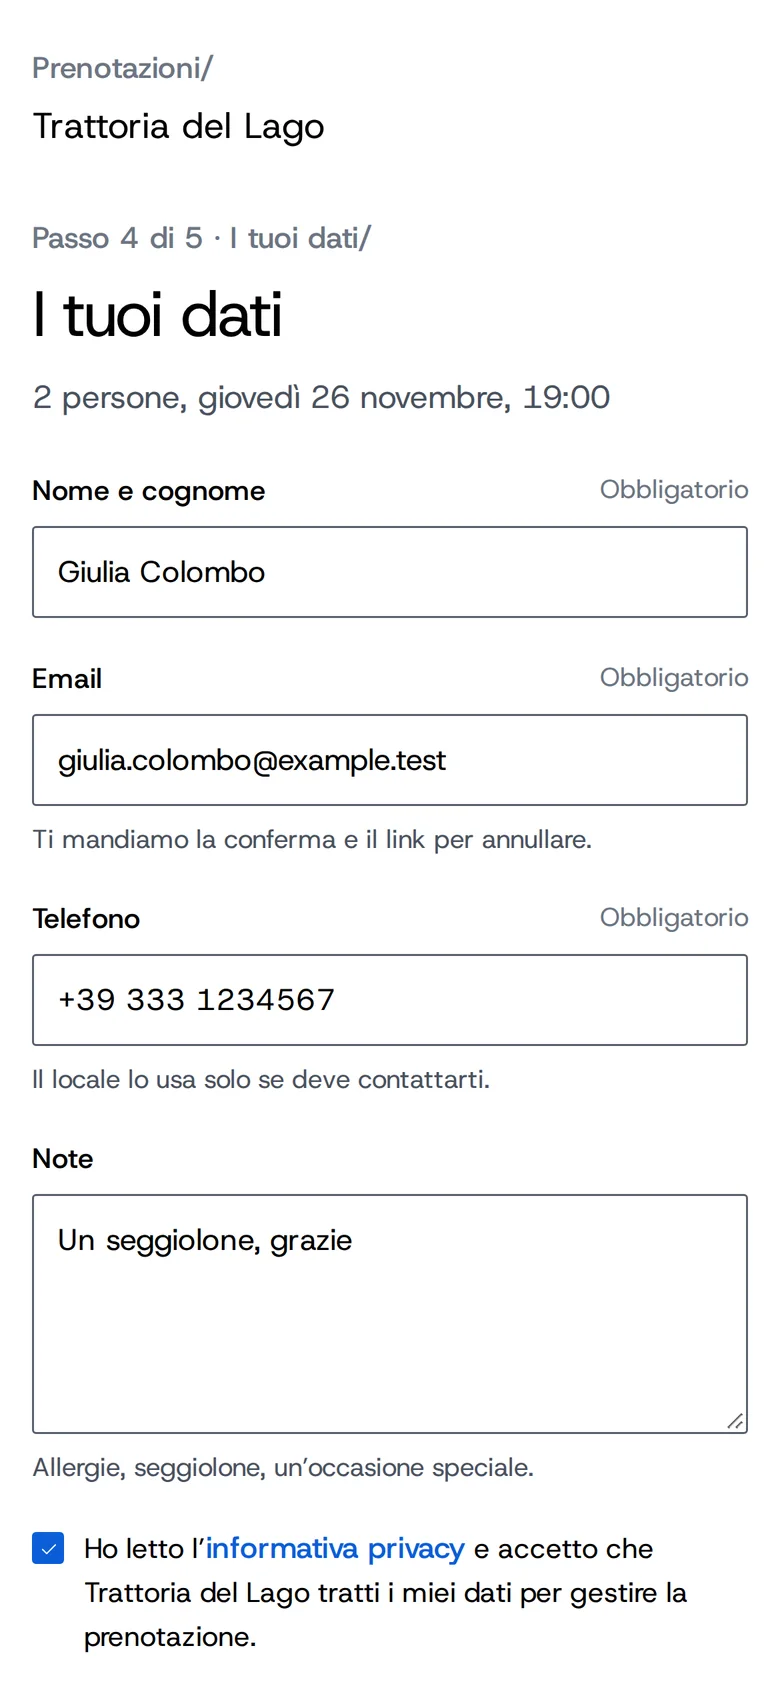 Prenotazioni/
Trattoria del Lago
Passo 4 di 5 · I tuoi dati/
I tuoi dati
2 persone, giovedì 26 novembre, 19:00
Nome e cognome Obbligatorio
Giulia Colombo
Email Obbligatorio
giulia.colombo@example.test
Ti mandiamo la conferma e il link per annullare.
Telefono Obbligatorio
+39 333 1234567
Il locale lo usa solo se deve contattarti.
Note
Un seggiolone, grazie
Allergie, seggiolone, un’occasione speciale.
Ho letto l’informativa privacy e accetto che
Trattoria del Lago tratti i miei dati per gestire la
prenotazione.